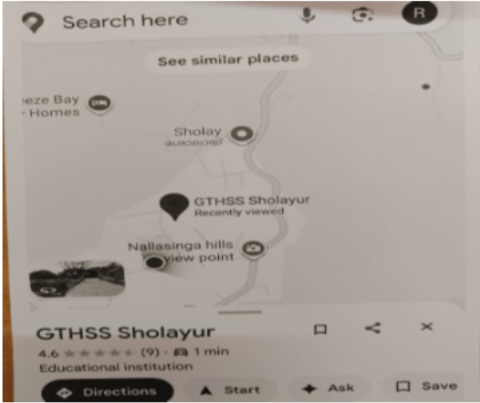 Search here
R
See similar places
eze Bay
Homes
Sholay
GTHSS Sholayur
Recently viewed
Nallasinga hills
view point
GTHSS Sholayur
4.6 ★★★★★ (9) · 1 min
Educational institution
Directions
Start
Ask
Save